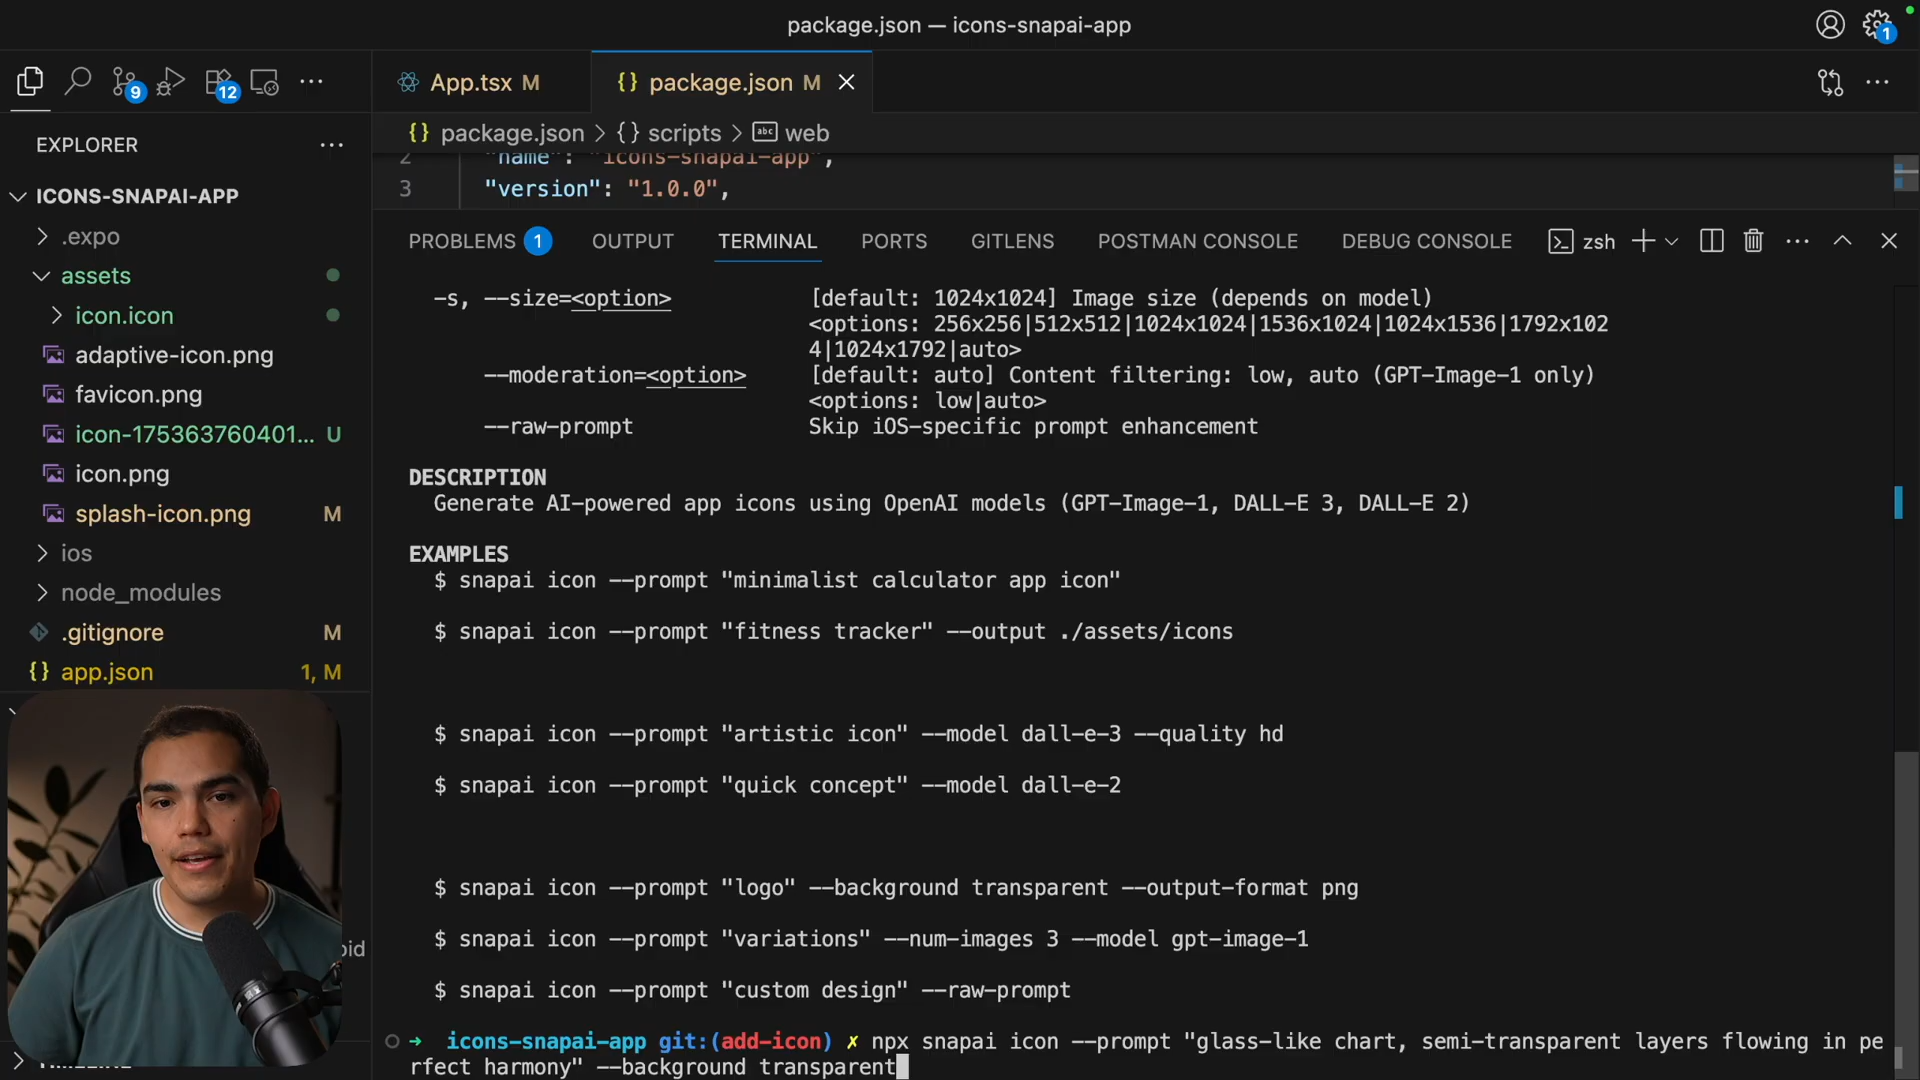 package.json — icons-snapai-app
1
9
12
App.tsx M
{} package.json M
EXPLORER
{} package.json > {} scripts > abc web
ICONS-SNAPAI-APP
.expo
assets
icon.icon
adaptive-icon.png
favicon.png
icon-175363760401... U
icon.png
splash-icon.png M
ios
node_modules
.gitignore M
{} app.json 1, M
2 "name": "icons-snapai-app",
3 "version": "1.0.0",
PROBLEMS 1 OUTPUT TERMINAL PORTS GITLENS POSTMAN CONSOLE DEBUG CONSOLE zsh
-s, --size=<option> [default: 1024x1024] Image size (depends on model)
<options: 256x256|512x512|1024x1024|1536x1024|1024x1536|1792x102
4|1024x1792|auto>
--moderation=<option> [default: auto] Content filtering: low, auto (GPT-Image-1 only)
<options: low|auto>
--raw-prompt Skip iOS-specific prompt enhancement
DESCRIPTION
Generate AI-powered app icons using OpenAI models (GPT-Image-1, DALL-E 3, DALL-E 2)
EXAMPLES
$ snapai icon --prompt "minimalist calculator app icon"
$ snapai icon --prompt "fitness tracker" --output ./assets/icons
$ snapai icon --prompt "artistic icon" --model dall-e-3 --quality hd
$ snapai icon --prompt "quick concept" --model dall-e-2
$ snapai icon --prompt "logo" --background transparent --output-format png
$ snapai icon --prompt "variations" --num-images 3 --model gpt-image-1
$ snapai icon --prompt "custom design" --raw-prompt
➜ icons-snapai-app git:(add-icon) ✗ npx snapai icon --prompt "glass-like chart, semi-transparent layers flowing in pe
rfect harmony" --background transparent